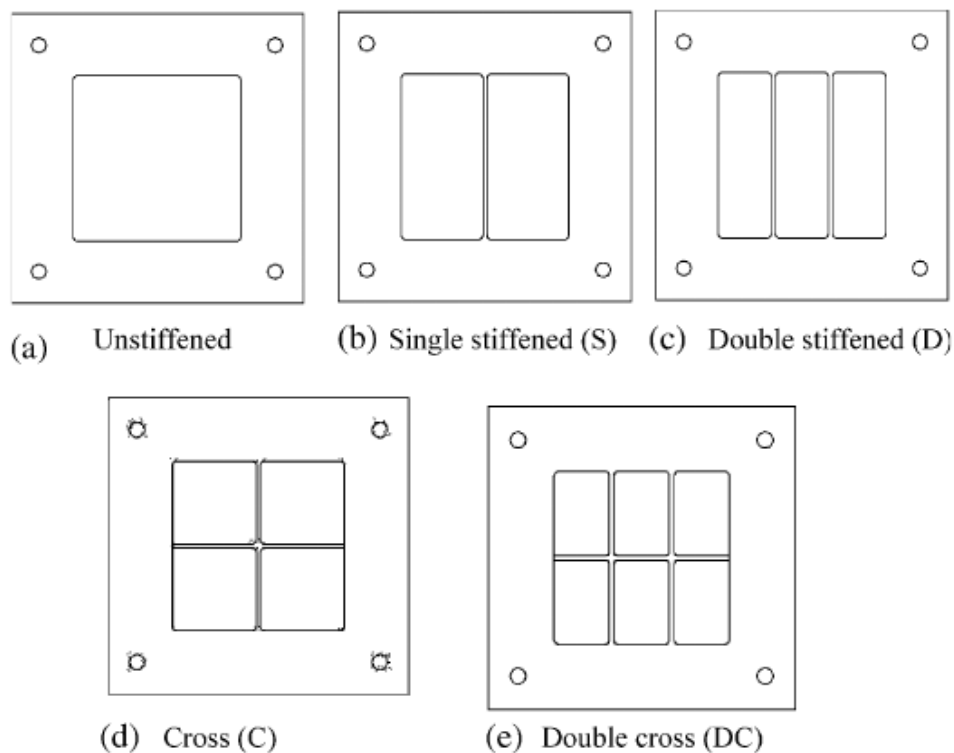 (a) Unstiffened
(b) Single stiffened (S)
(c) Double stiffened (D)
(d) Cross (C)
(e) Double cross (DC)